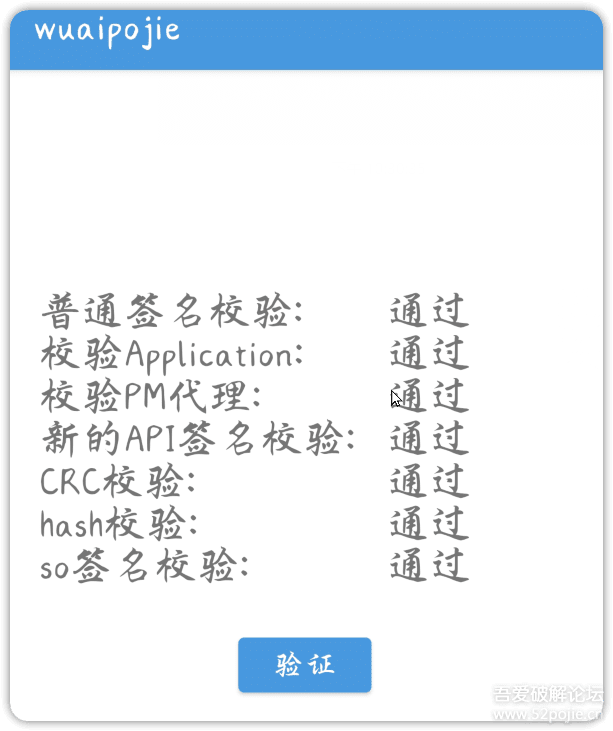 wuaipojie
普通签名校验: 通过
校验Application: 通过
校验PM代理: 通过
新的API签名校验: 通过
CRC校验: 通过
hash校验: 通过
so签名校验: 通过
验证
吾爱破解论坛
www.52pojie.cn